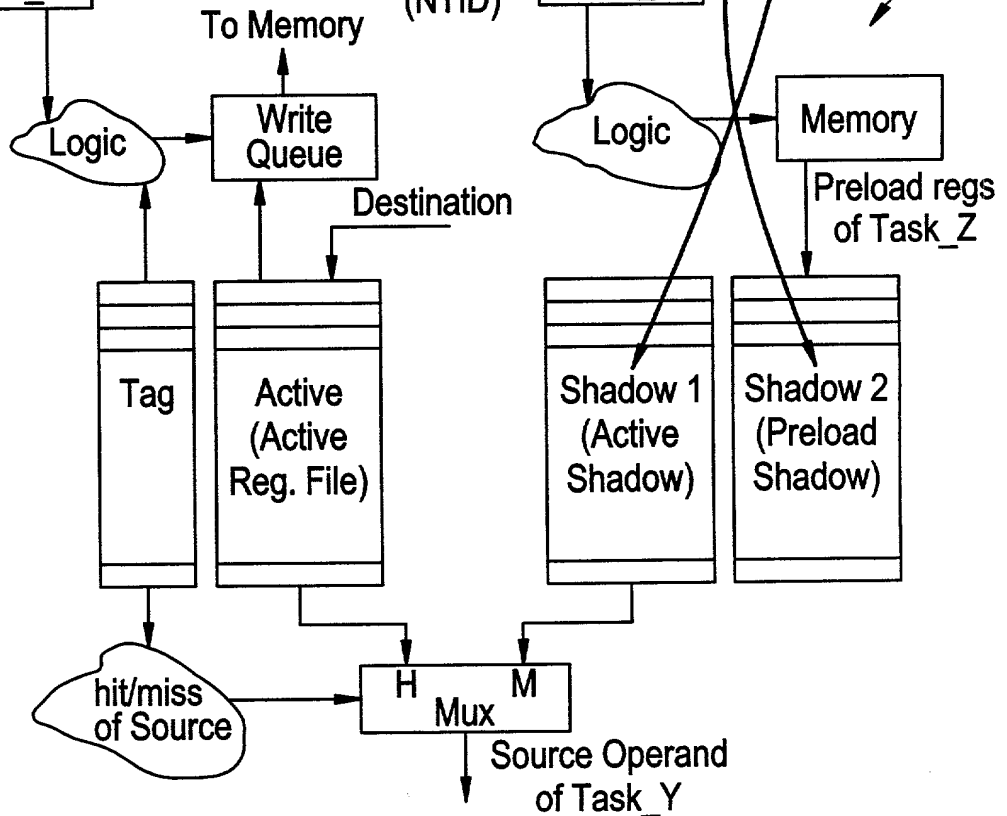 (NTID)
To Memory
Logic
Write
Queue
Logic
Memory
Destination
Preload regs
of Task_Z
Tag
Active
(Active
Reg. File)
Shadow 1
(Active
Shadow)
Shadow 2
(Preload
Shadow)
hit/miss
of Source
H
M
Mux
Source Operand
of Task_Y